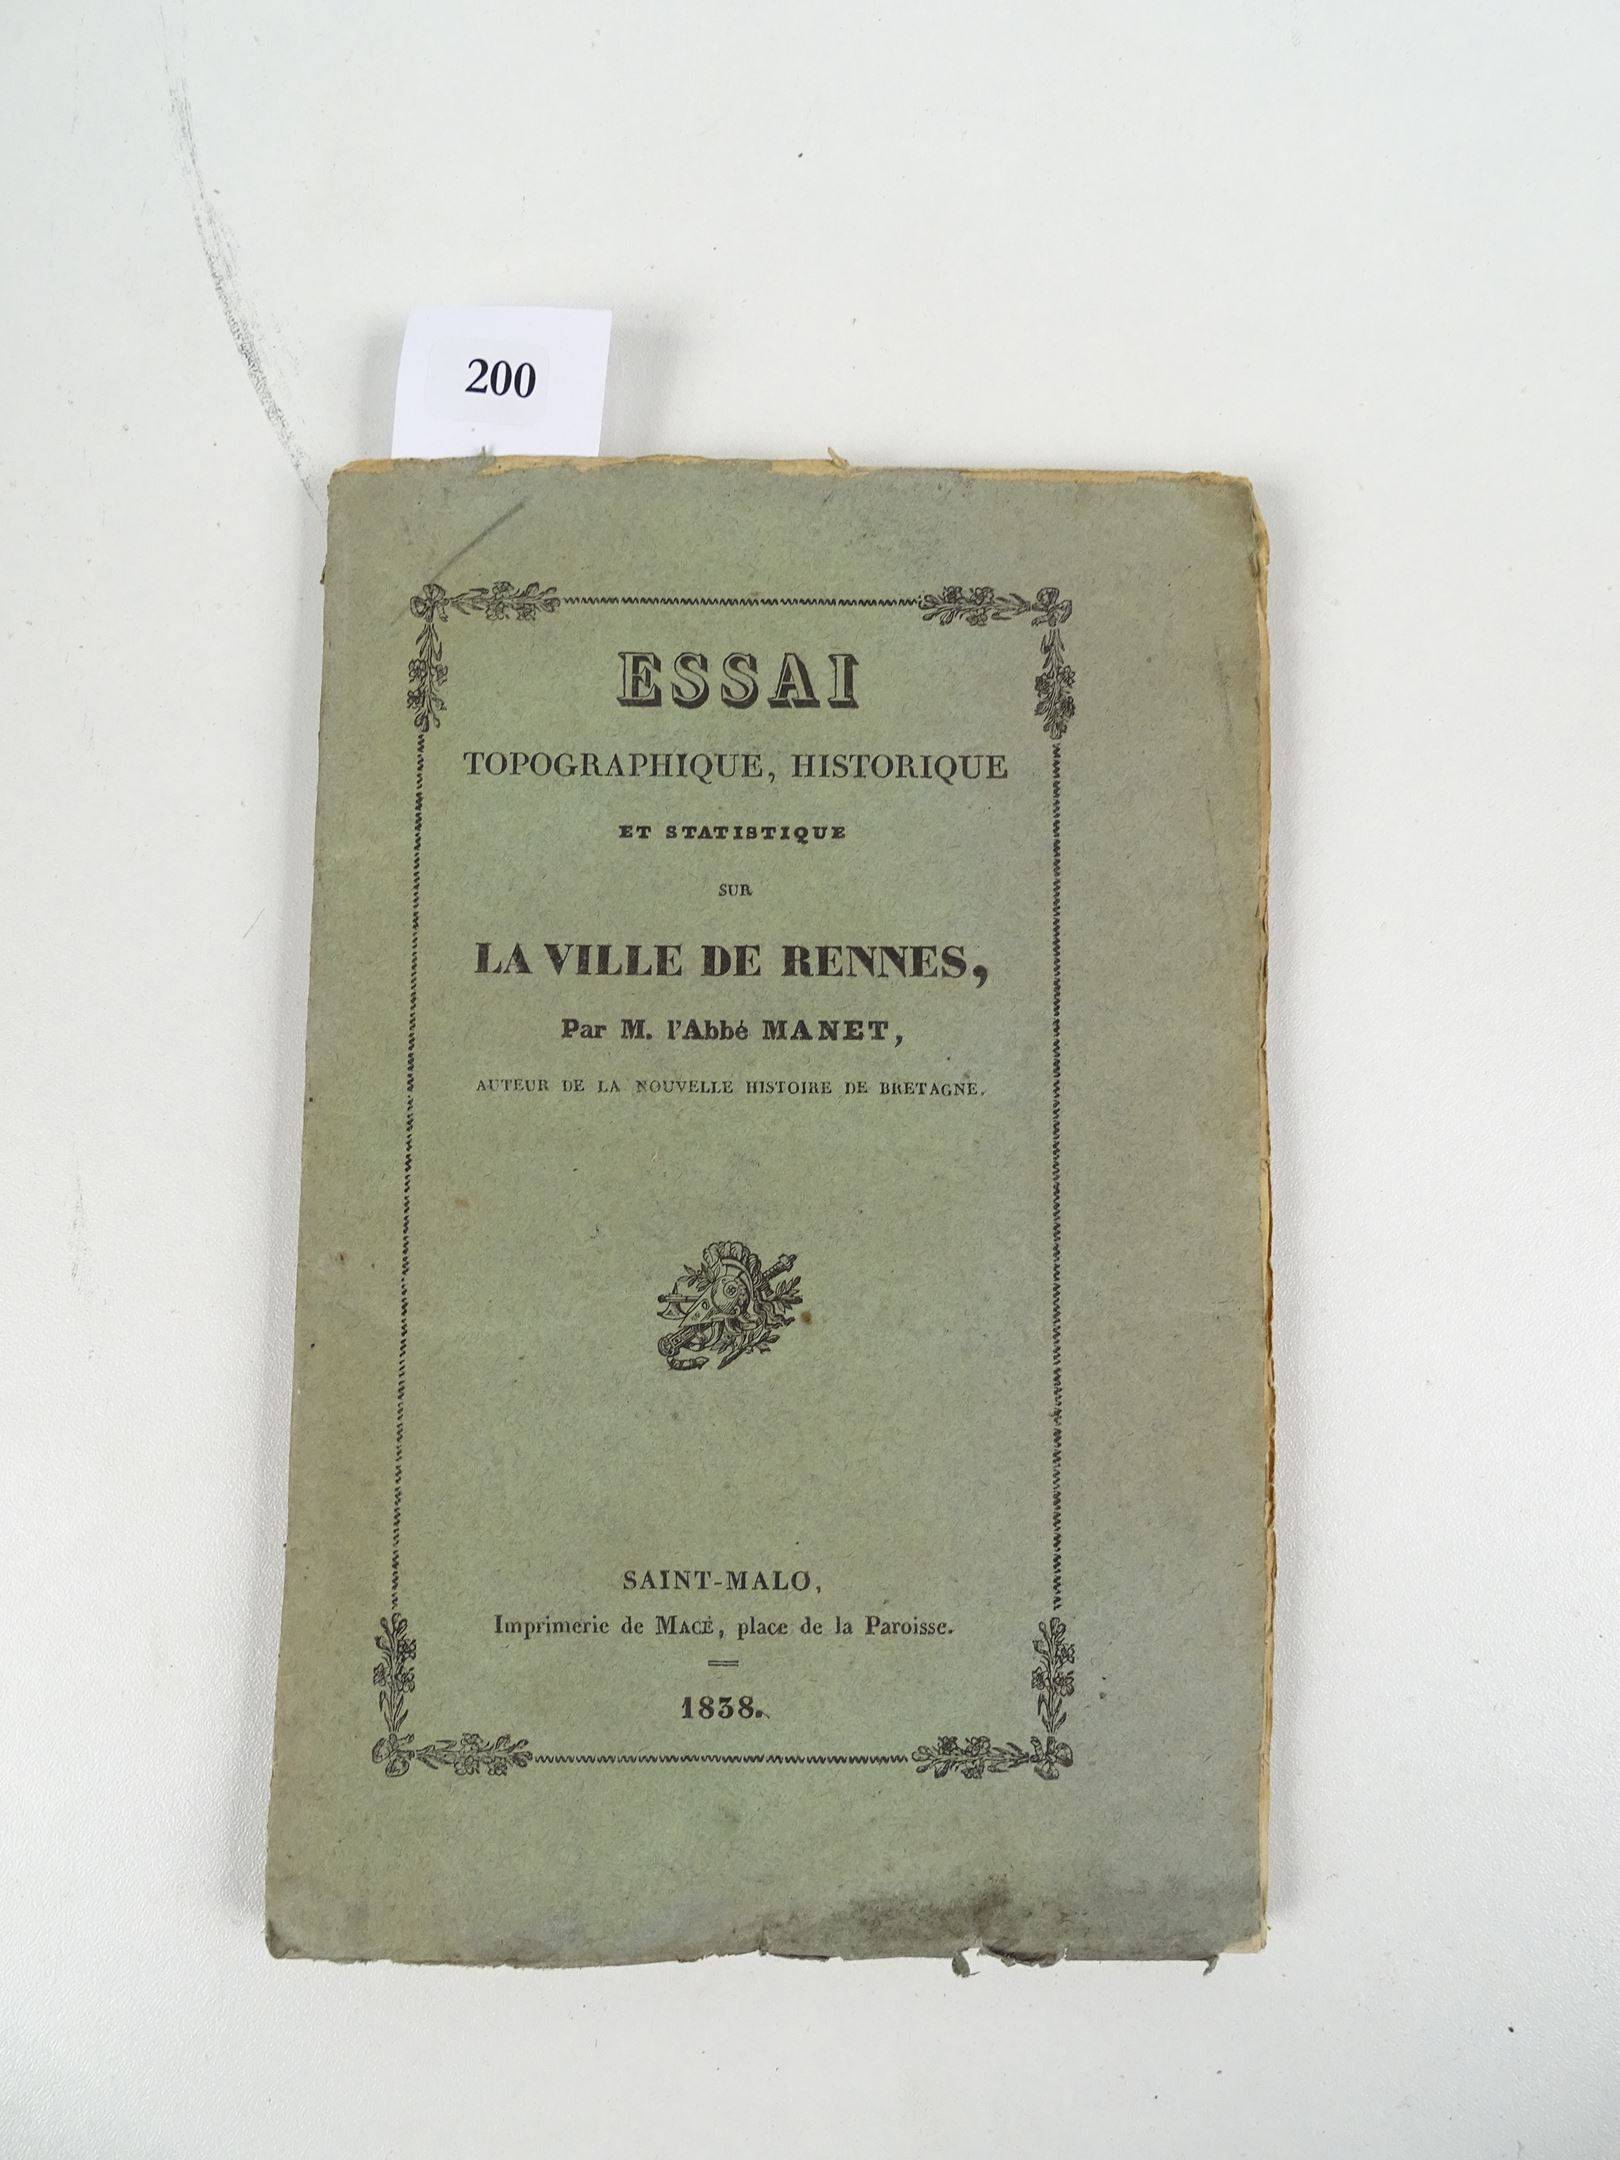 200
ESSAI
TOPOGRAPHIQUE, HISTORIQUE
ET STATISTIQUE
SUR
LA VILLE DE RENNES,
Par M. l'Abbé MANET,
AUTEUR DE LA NOUVELLE HISTOIRE DE BRETAGNE.
SAINT-MALO,
Imprimerie de MACÉ, place de la Paroisse.
1838.